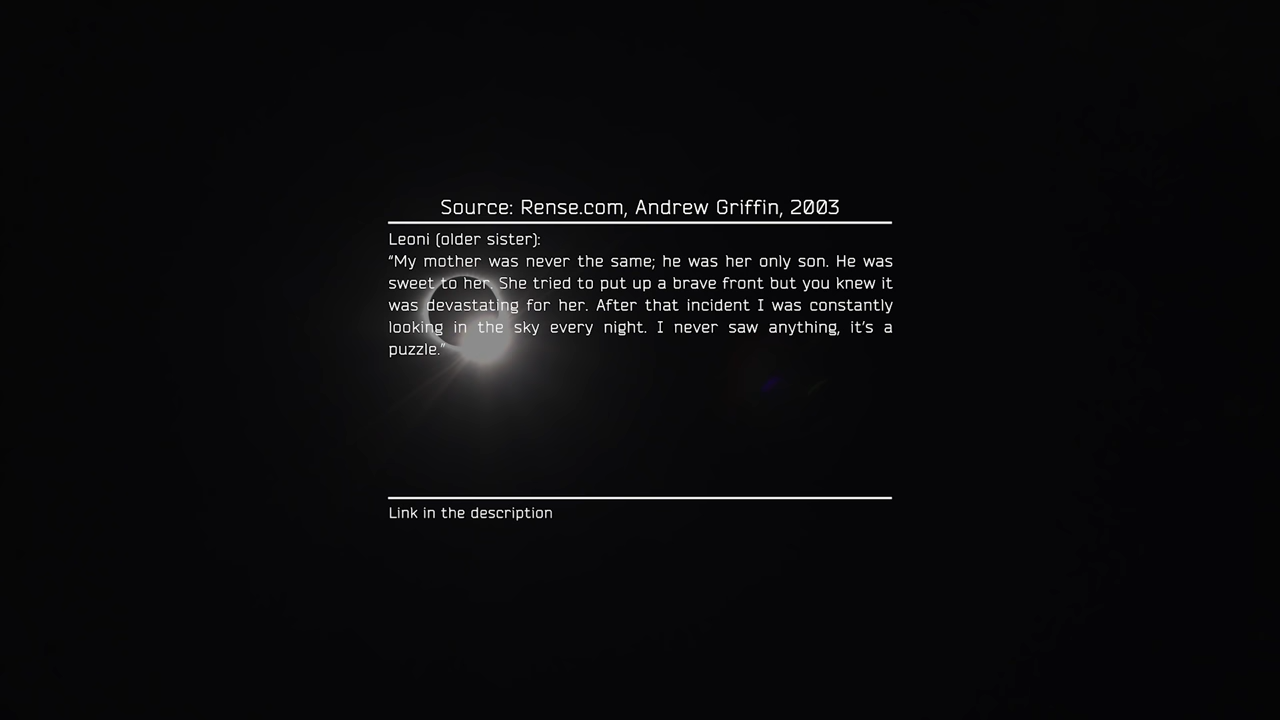 Source: Rense.com, Andrew Griffin, 2003
Leoni (older sister):
“My mother was never the same; he was her only son. He was
sweet to her. She tried to put up a brave front but you knew it
was devastating for her. After that incident I was constantly
looking in the sky every night. I never saw anything, it’s a
puzzle.”
Link in the description